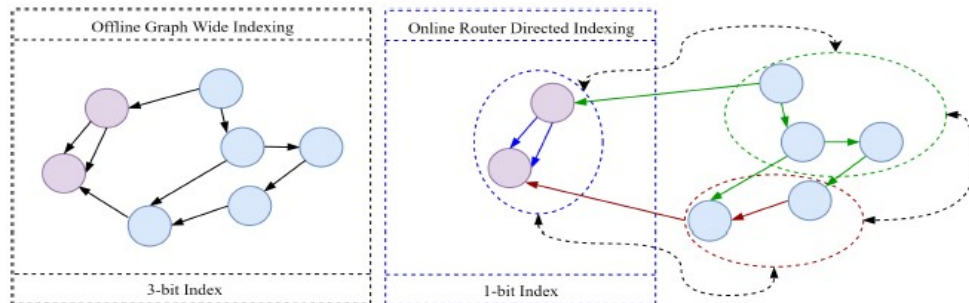 Offline Graph Wide Indexing
Online Router Directed Indexing
3-bit Index
1-bit Index